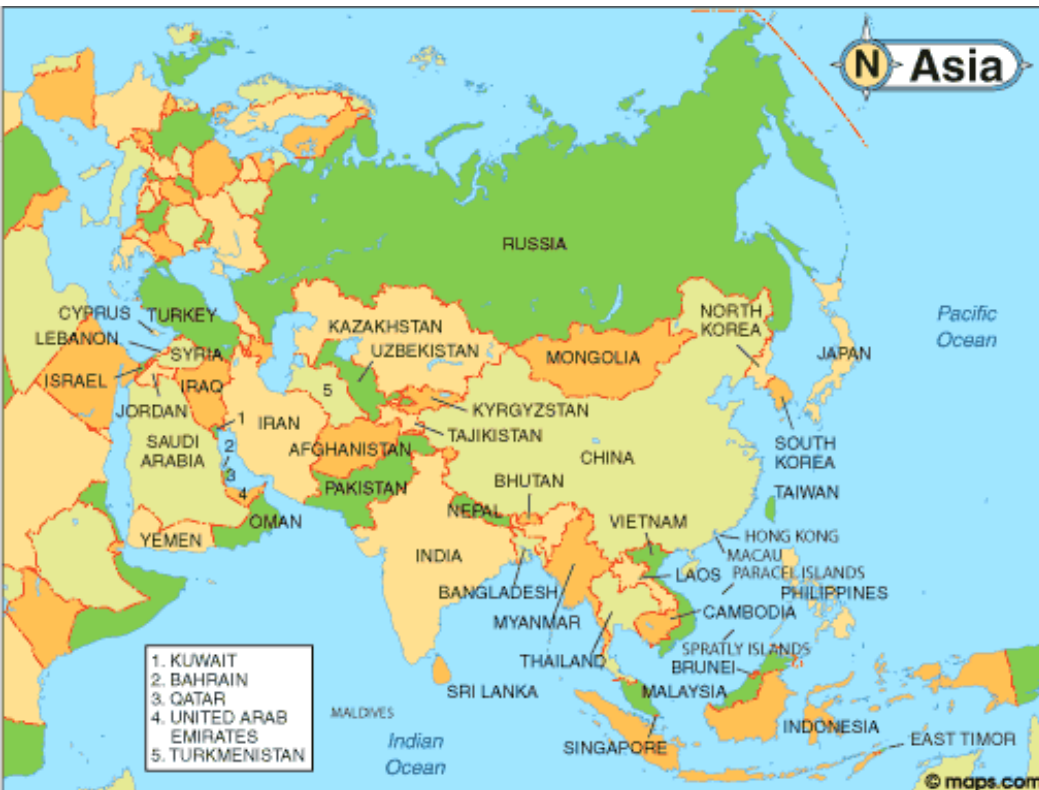 N
Asia
RUSSIA
Pacific
Ocean
CYPRUS
TURKEY
NORTH
KOREA
KAZAKHSTAN
LEBANON
SYRIA
UZBEKISTAN
MONGOLIA
JAPAN
ISRAEL
IRAQ
5
JORDAN
KYRGYZSTAN
1
IRAN
TAJIKISTAN
SAUDI
ARABIA
2
AFGHANISTAN
SOUTH
KOREA
CHINA
3
BHUTAN
4
PAKISTAN
TAIWAN
NEPAL
OMAN
VIETNAM
YEMEN
HONG KONG
MACAU
INDIA
LAOS
PARACEL ISLANDS
BANGLADESH
PHILIPPINES
CAMBODIA
MYANMAR
SPRATLY ISLANDS
THAILAND
BRUNEI
1. KUWAIT
2. BAHRAIN
3. QATAR
4. UNITED ARAB
EMIRATES
5. TURKMENISTAN
SRI LANKA
MALAYSIA
MALDIVES
INDONESIA
Indian
Ocean
SINGAPORE
EAST TIMOR
© maps.com